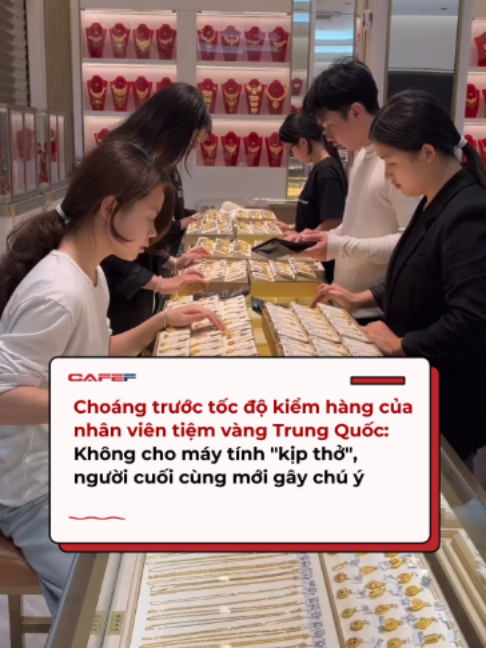 CAFEF
Choáng trước tốc độ kiểm hàng của
nhân viên tiệm vàng Trung Quốc:
Không cho máy tính "kịp thở",
người cuối cùng mới gây chú ý